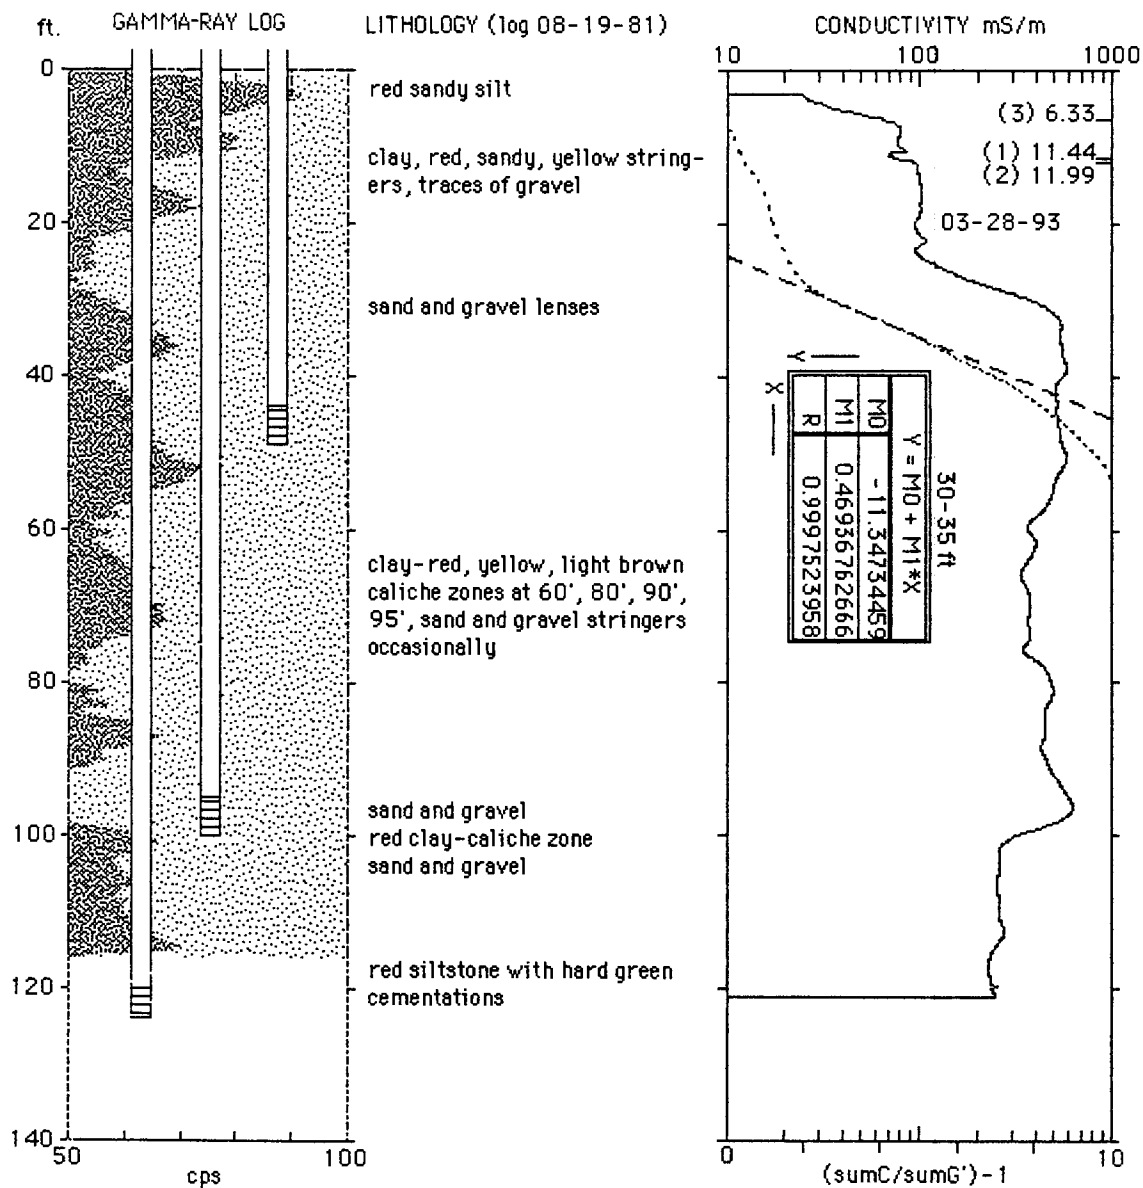 ft. GAMMA-RAY LOG LITHOLOGY (log 08-19-81) CONDUCTIVITY mS/m
10 100 1000
0
red sandy silt
(3) 6.33
clay, red, sandy, yellow string-
ers, traces of gravel
(1) 11.44
(2) 11.99
20
03-28-93
sand and gravel lenses
40
Y
X
30-35 ft
Y = M0 + M1*X
M0 -11.34734459
M1 0.46936762666
R 0.9997523958
60
clay-red, yellow, light brown
caliche zones at 60', 80', 90',
95', sand and gravel stringers
occasionally
80
sand and gravel
100
red clay-caliche zone
sand and gravel
red siltstone with hard green
cementations
120
140
50 100
cps
0 10
(sumC/sumG')-1